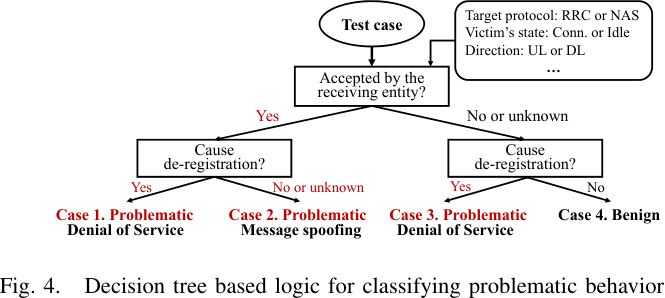 Test case
Target protocol: RRC or NAS
Victim's state: Conn. or Idle
Direction: UL or DL
...
Accepted by the
receiving entity?
Yes
No or unknown
Cause
de-registration?
Cause
de-registration?
Yes
No or unknown
Yes
No
Case 1. Problematic
Denial of Service
Case 2. Problematic
Message spoofing
Case 3. Problematic
Denial of Service
Case 4. Benign
Fig. 4. Decision tree based logic for classifying problematic behavior